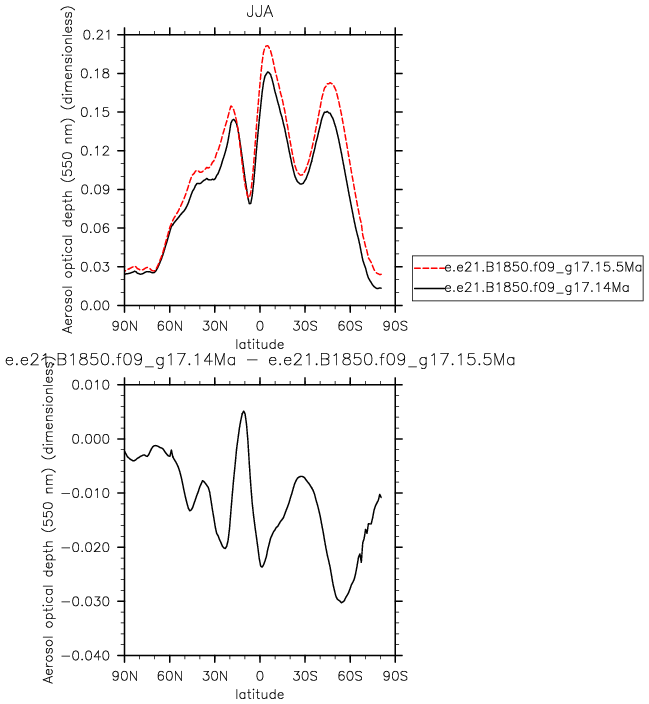 JJA
Aerosol optical depth (550 nm) (dimensionless)
0.21
0.18
0.15
0.12
0.09
0.06
0.03
0.00
90N 60N 30N 0 30S 60S 90S
latitude
e.e21.B1850.f09_g17.15.5Ma
e.e21.B1850.f09_g17.14Ma
e.e21.B1850.f09_g17.14Ma − e.e21.B1850.f09_g17.15.5Ma
Aerosol optical depth (550 nm) (dimensionless)
0.010
0.000
−0.010
−0.020
−0.030
−0.040
90N 60N 30N 0 30S 60S 90S
latitude